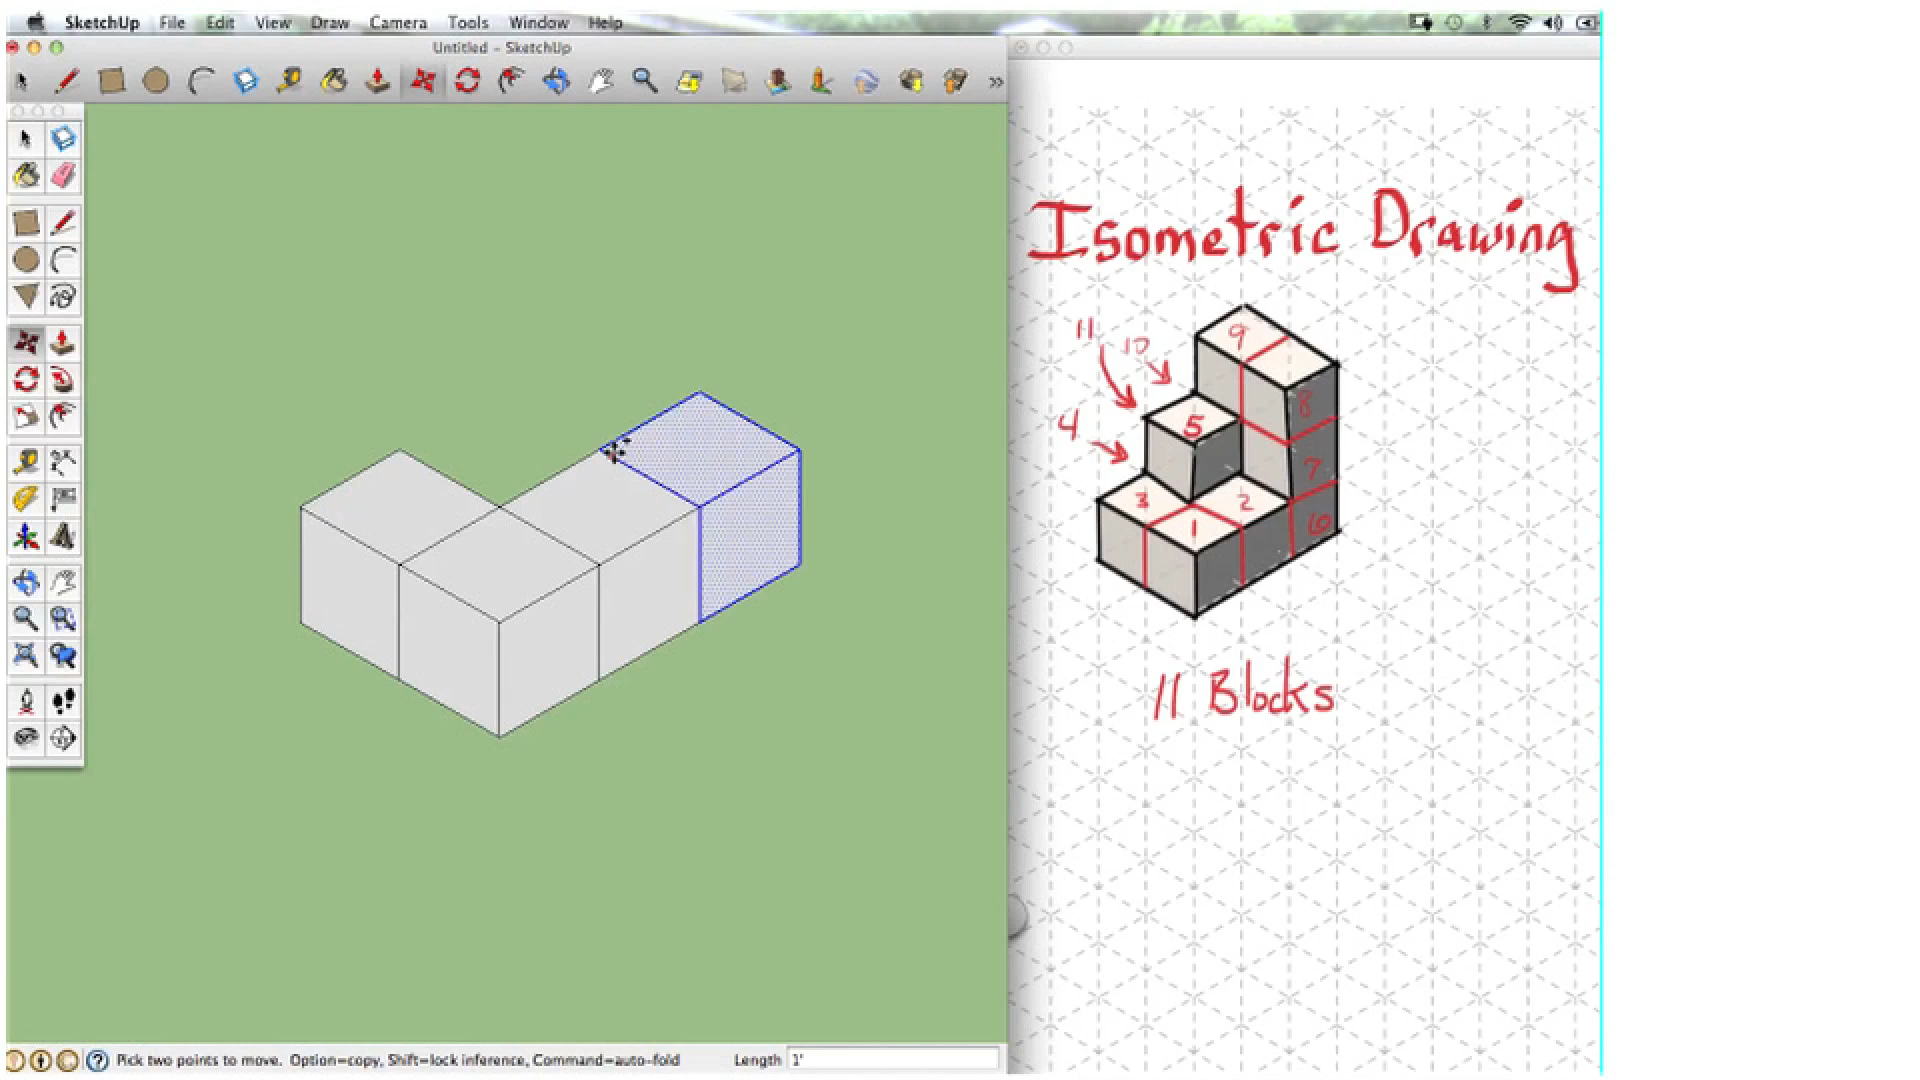 SketchUp File Edit View Draw Camera Tools Window Help
Untitled - SketchUp
»
Isometric Drawing
11
10
9
8
4
5
7
3
2
1
6
11 Blocks
? Pick two points to move. Option=copy, Shift=lock inference, Command=auto-fold Length 1'